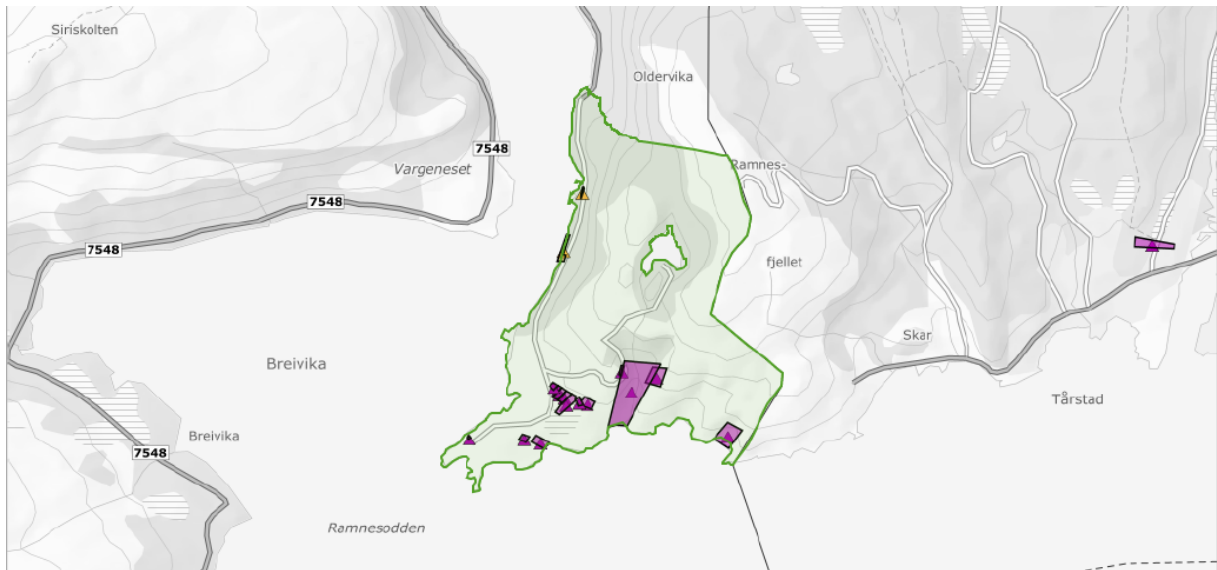 Siriskolten
Oldervika
7548
Vargeneset
Ramnes-
7548
7548
fjellet
Skar
Breivika
Tårstad
Breivika
7548
Ramnesodden